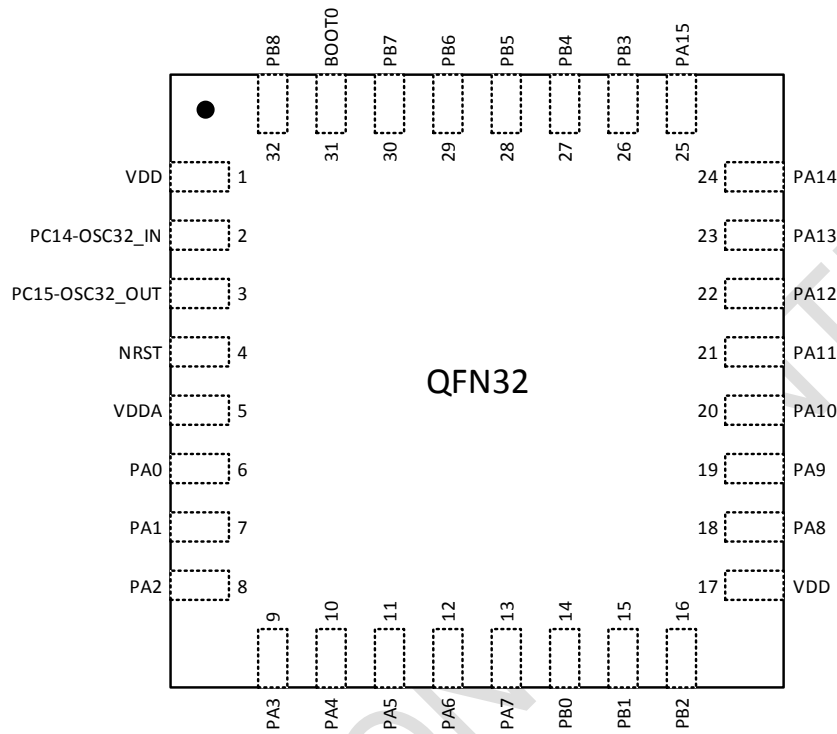 PB8 BOOT0 PB7 PB6 PB5 PB4 PB3 PA15
32 31 30 29 28 27 26 25
VDD 1 24 PA14
PC14-OSC32_IN 2 23 PA13
PC15-OSC32_OUT 3 22 PA12
NRST 4 21 PA11
QFN32
VDDA 5 20 PA10
PA0 6 19 PA9
PA1 7 18 PA8
PA2 8 17 VDD
9 10 11 12 13 14 15 16
PA3 PA4 PA5 PA6 PA7 PB0 PB1 PB2